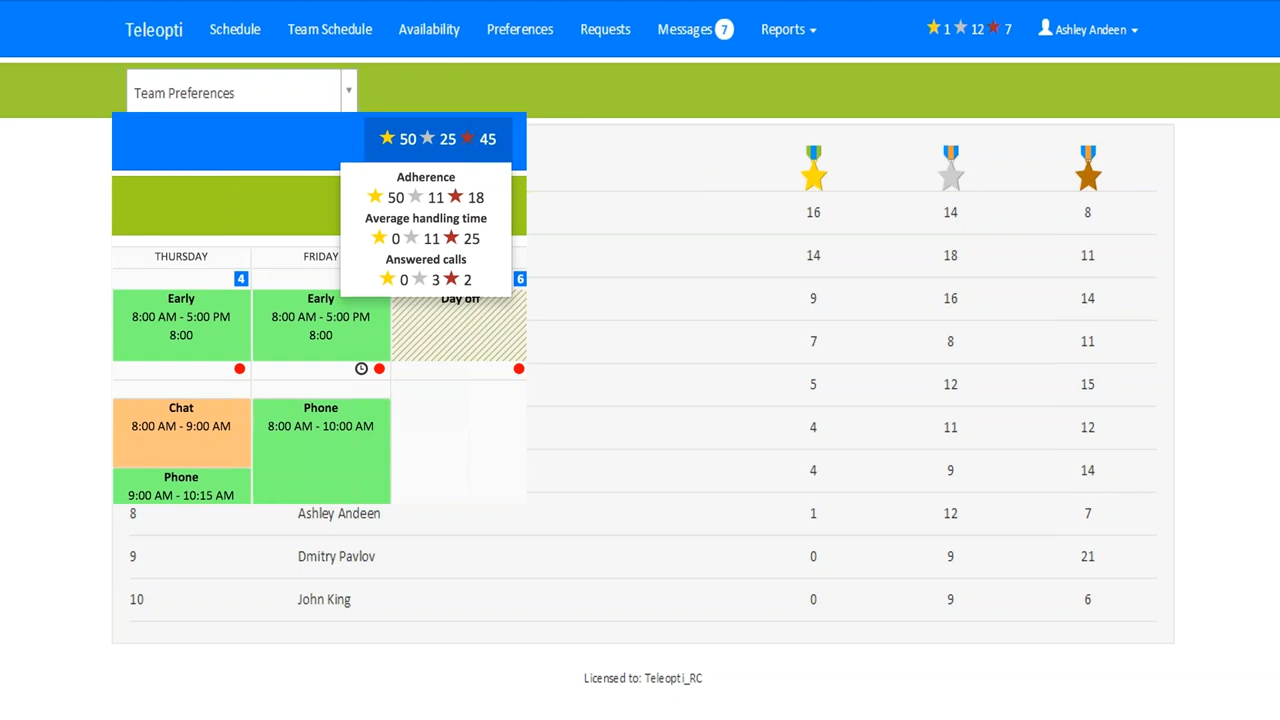 Teleopti Schedule Team Schedule Availability Preferences Requests Messages 7 Reports 1 12 7 Ashley Andeen
Team Preferences
50 25 45
Adherence
50 11 18
Average handling time
0 11 25
Answered calls
0 3 2
THURSDAY FRIDAY
4 6
Early Early Day off
8:00 AM - 5:00 PM 8:00 AM - 5:00 PM
8:00 8:00
Chat Phone
8:00 AM - 9:00 AM 8:00 AM - 10:00 AM
Phone
9:00 AM - 10:15 AM
16 14 8
14 18 11
9 16 14
7 8 11
5 12 15
4 11 12
4 9 14
8 Ashley Andeen 1 12 7
9 Dmitry Pavlov 0 9 21
10 John King 0 9 6
Licensed to: Teleopti_RC